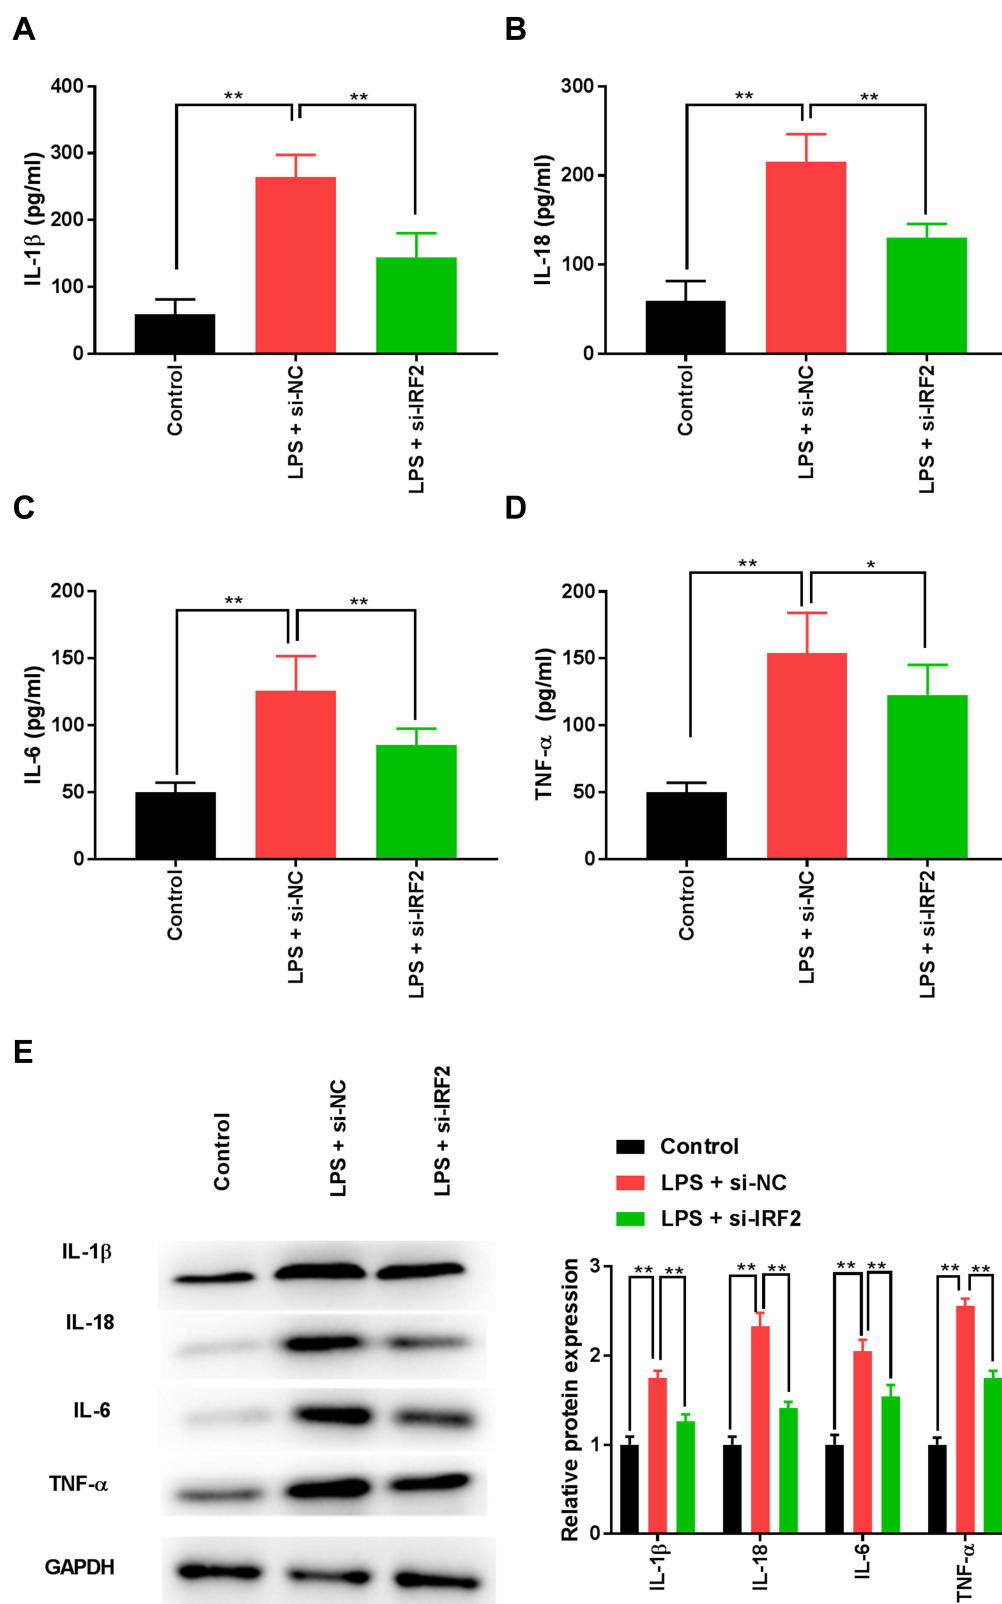 A
IL-1β (pg/ml)
400
300
200
100
0
** **
Control
LPS + si-NC
LPS + si-IRF2
B
IL-18 (pg/ml)
300
200
100
0
** **
Control
LPS + si-NC
LPS + si-IRF2
C
IL-6 (pg/ml)
200
150
100
50
0
** **
Control
LPS + si-NC
LPS + si-IRF2
D
TNF-α (pg/ml)
200
150
100
50
0
** *
Control
LPS + si-NC
LPS + si-IRF2
E
Control
LPS + si-NC
LPS + si-IRF2
IL-1β
IL-18
IL-6
TNF-α
GAPDH
Control
LPS + si-NC
LPS + si-IRF2
Relative protein expression
3
2
1
0
** ** ** ** ** ** ** **
IL-1β
IL-18
IL-6
TNF-α